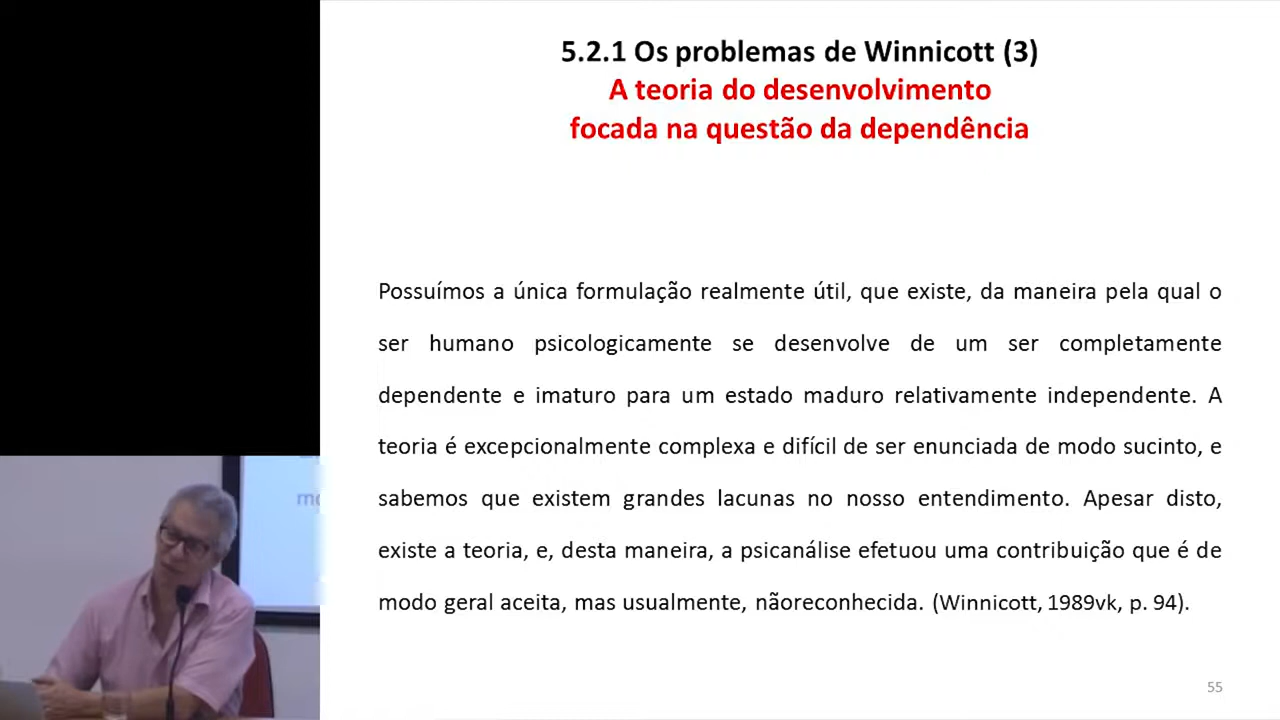 5.2.1 Os problemas de Winnicott (3)
A teoria do desenvolvimento
focada na questão da dependência
Possuímos a única formulação realmente útil, que existe, da maneira pela qual o
ser humano psicologicamente se desenvolve de um ser completamente
dependente e imaturo para um estado maduro relativamente independente. A
teoria é excepcionalmente complexa e difícil de ser enunciada de modo sucinto, e
sabemos que existem grandes lacunas no nosso entendimento. Apesar disto,
existe a teoria, e, desta maneira, a psicanálise efetuou uma contribuição que é de
modo geral aceita, mas usualmente, nãoreconhecida. (Winnicott, 1989vk, p. 94).
55